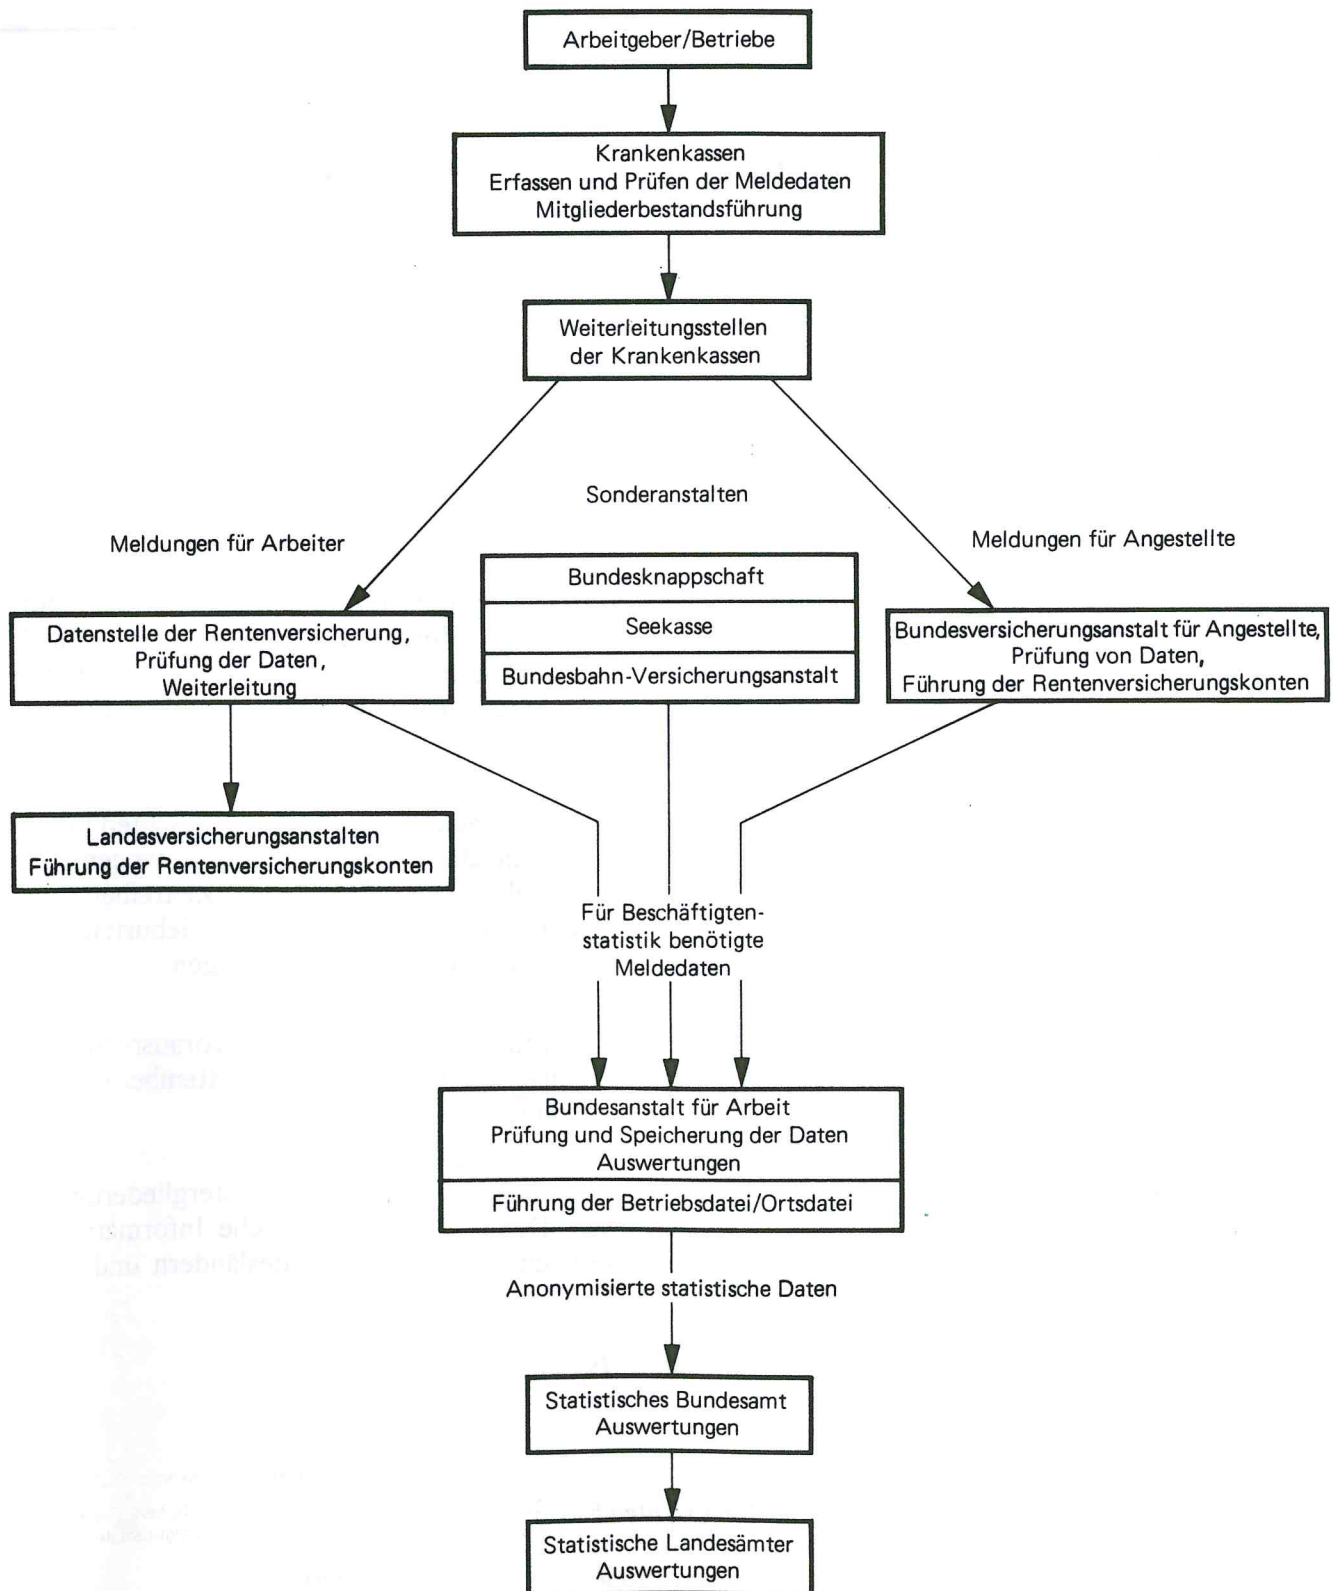 Arbeitgeber/Betriebe
Krankenkassen
Erfassen und Prüfen der Meldedaten
Mitgliederbestandsführung
Weiterleitungsstellen
der Krankenkassen
Sonderanstalten
Meldungen für Arbeiter
Meldungen für Angestellte
Bundesknappschaft
Seekasse
Bundesbahn-Versicherungsanstalt
Datenstelle der Rentenversicherung,
Prüfung der Daten,
Weiterleitung
Bundesversicherungsanstalt für Angestellte,
Prüfung von Daten,
Führung der Rentenversicherungskonten
Landesversicherungsanstalten
Führung der Rentenversicherungskonten
Für Beschäftigten-
statistik benötigte
Meldedaten
Bundesanstalt für Arbeit
Prüfung und Speicherung der Daten
Auswertungen
Führung der Betriebsdatei/Ortsdatei
Anonymisierte statistische Daten
Statistisches Bundesamt
Auswertungen
Statistische Landesämter
Auswertungen